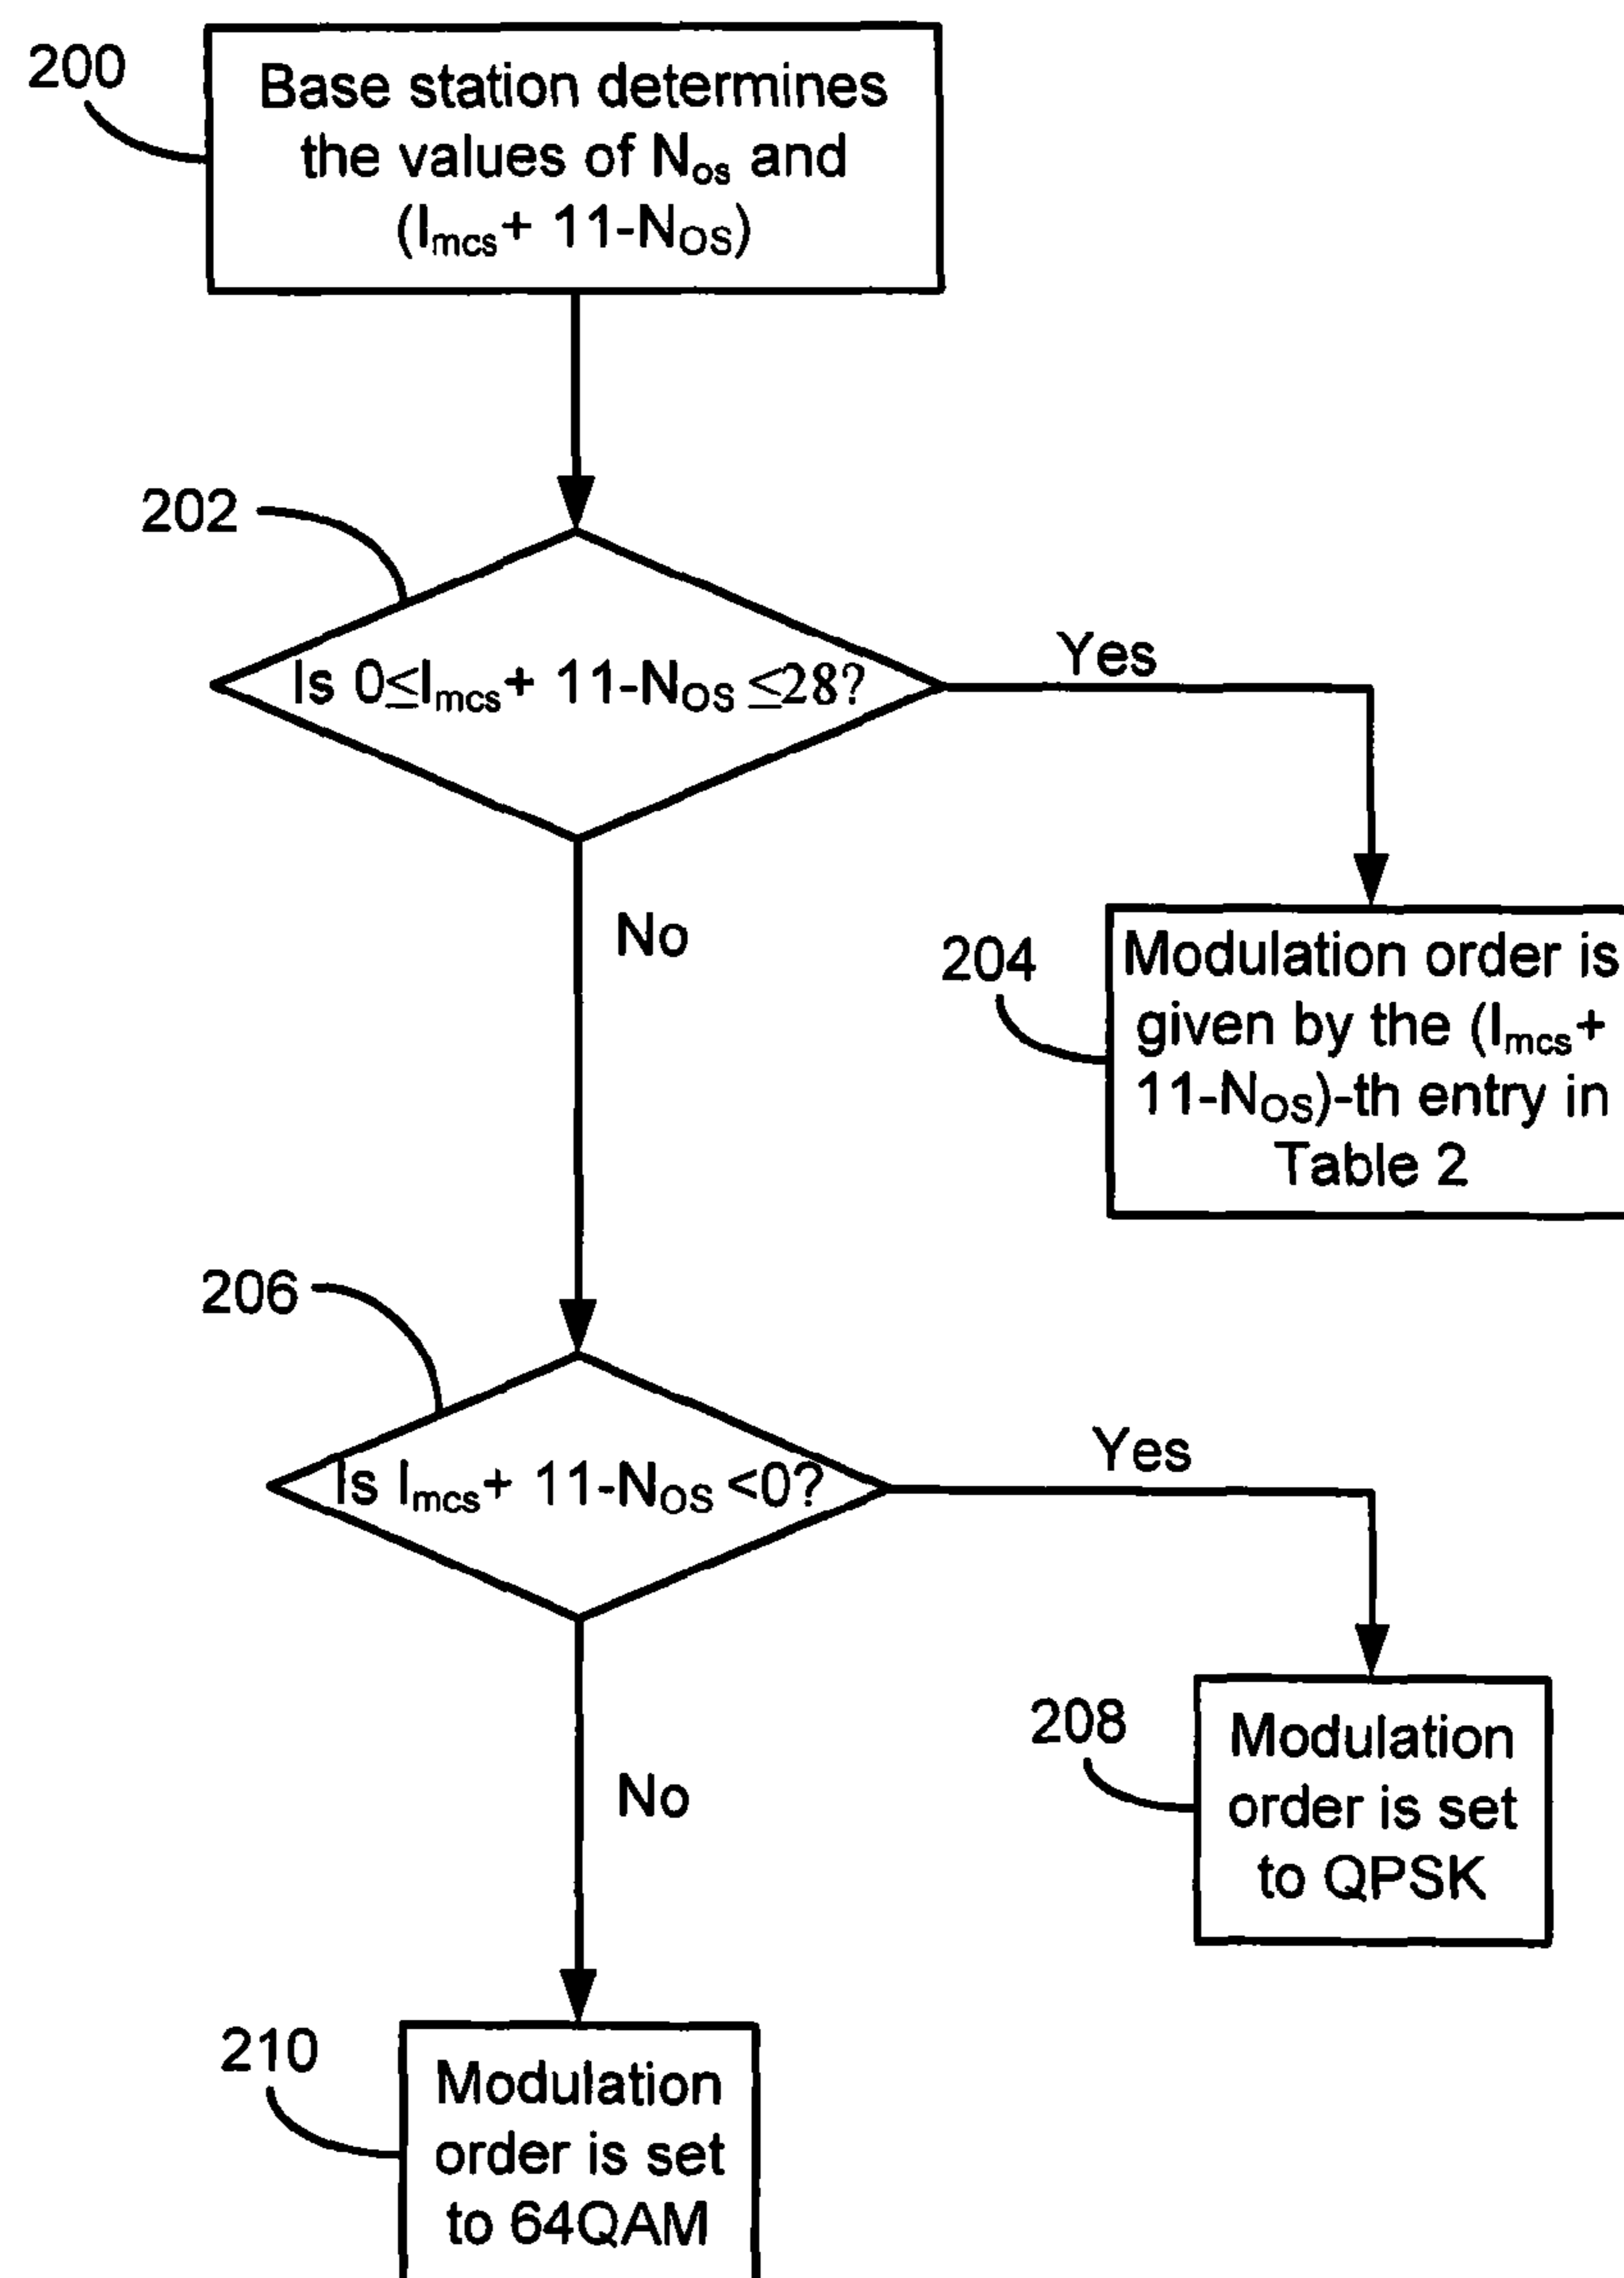 200
Base station determines
the values of Nos and
(Imcs+ 11-NOS)
202
Is 0≤Imcs+ 11-NOS ≤28?
Yes
No
204
Modulation order is
given by the (Imcs+
11-NOS)-th entry in
Table 2
206
Is Imcs+ 11-NOS <0?
Yes
No
208
Modulation
order is set
to QPSK
210
Modulation
order is set
to 64QAM